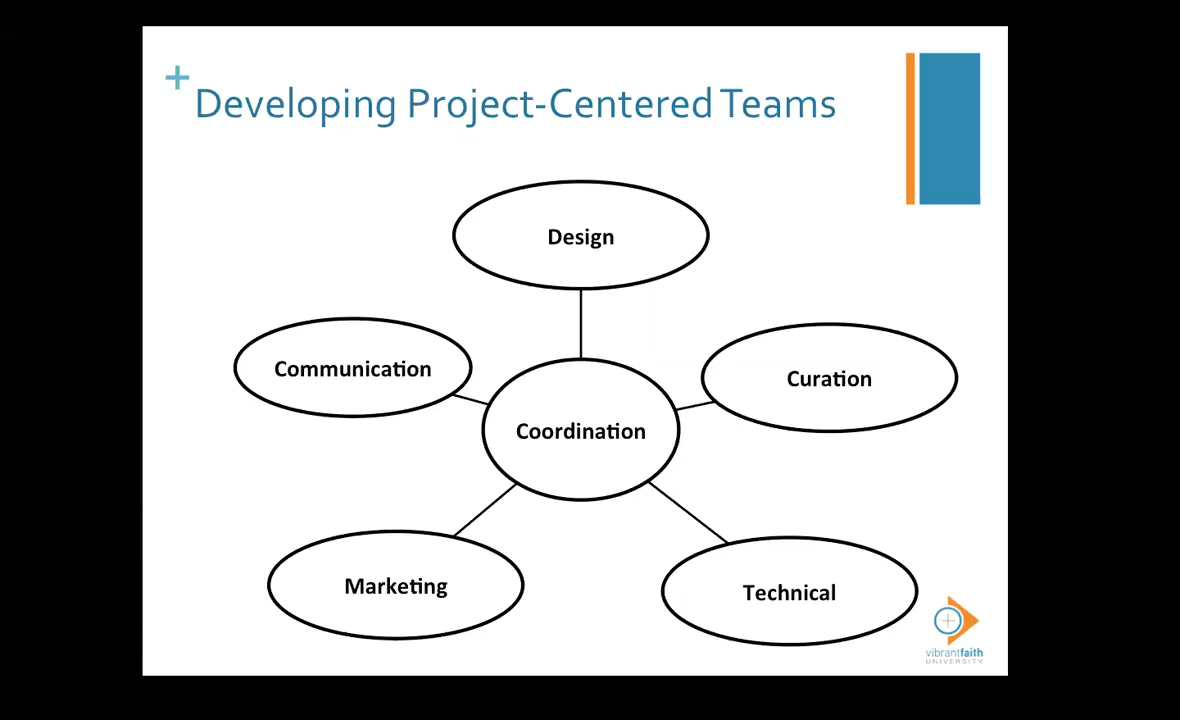 +
Developing Project-Centered Teams
Design
Communication
Curation
Coordination
Marketing
Technical
vibrantfaith
UNIVERSITY